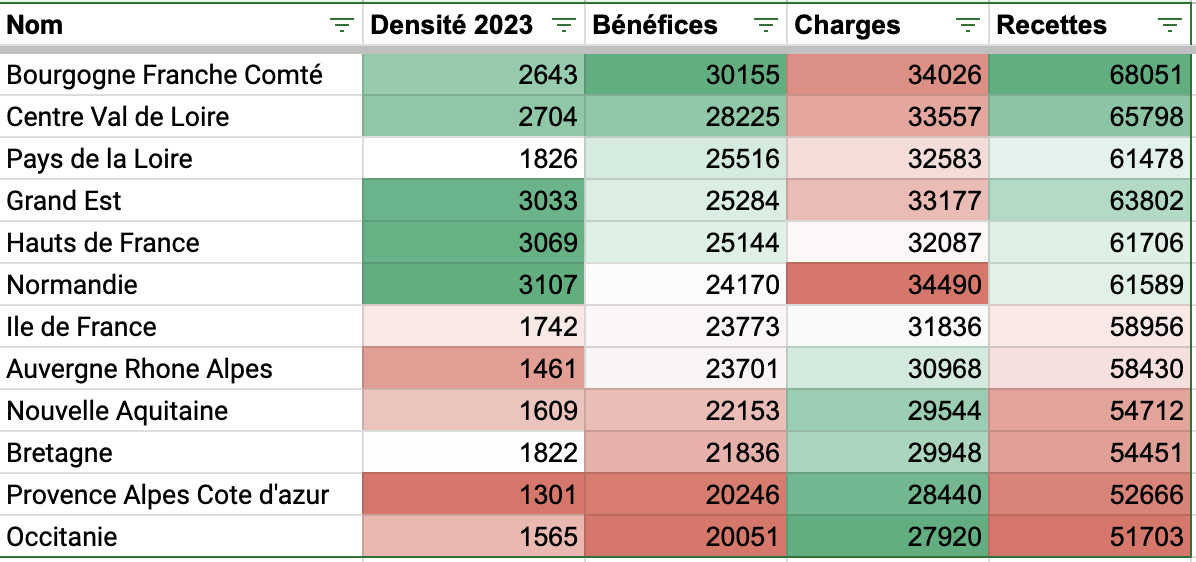 Nom Densité 2023 Bénéfices Charges Recettes
Bourgogne Franche Comté 2643 30155 34026 68051
Centre Val de Loire 2704 28225 33557 65798
Pays de la Loire 1826 25516 32583 61478
Grand Est 3033 25284 33177 63802
Hauts de France 3069 25144 32087 61706
Normandie 3107 24170 34490 61589
Ile de France 1742 23773 31836 58956
Auvergne Rhone Alpes 1461 23701 30968 58430
Nouvelle Aquitaine 1609 22153 29544 54712
Bretagne 1822 21836 29948 54451
Provence Alpes Cote d'azur 1301 20246 28440 52666
Occitanie 1565 20051 27920 51703